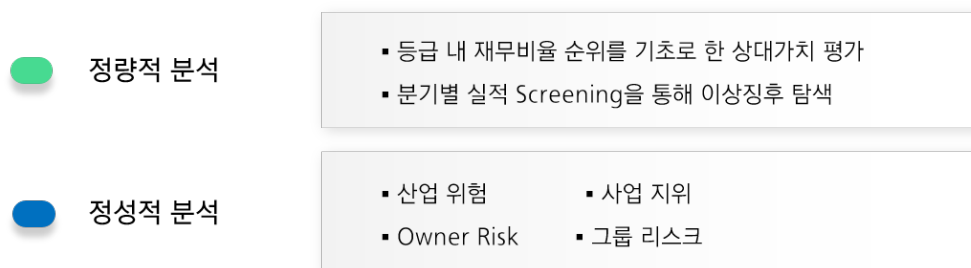 정량적 분석
▪ 등급 내 재무비율 순위를 기초로 한 상대가치 평가
▪ 분기별 실적 Screening을 통해 이상징후 탐색
정성적 분석
▪ 산업 위험 ▪ 사업 지위
▪ Owner Risk ▪ 그룹 리스크